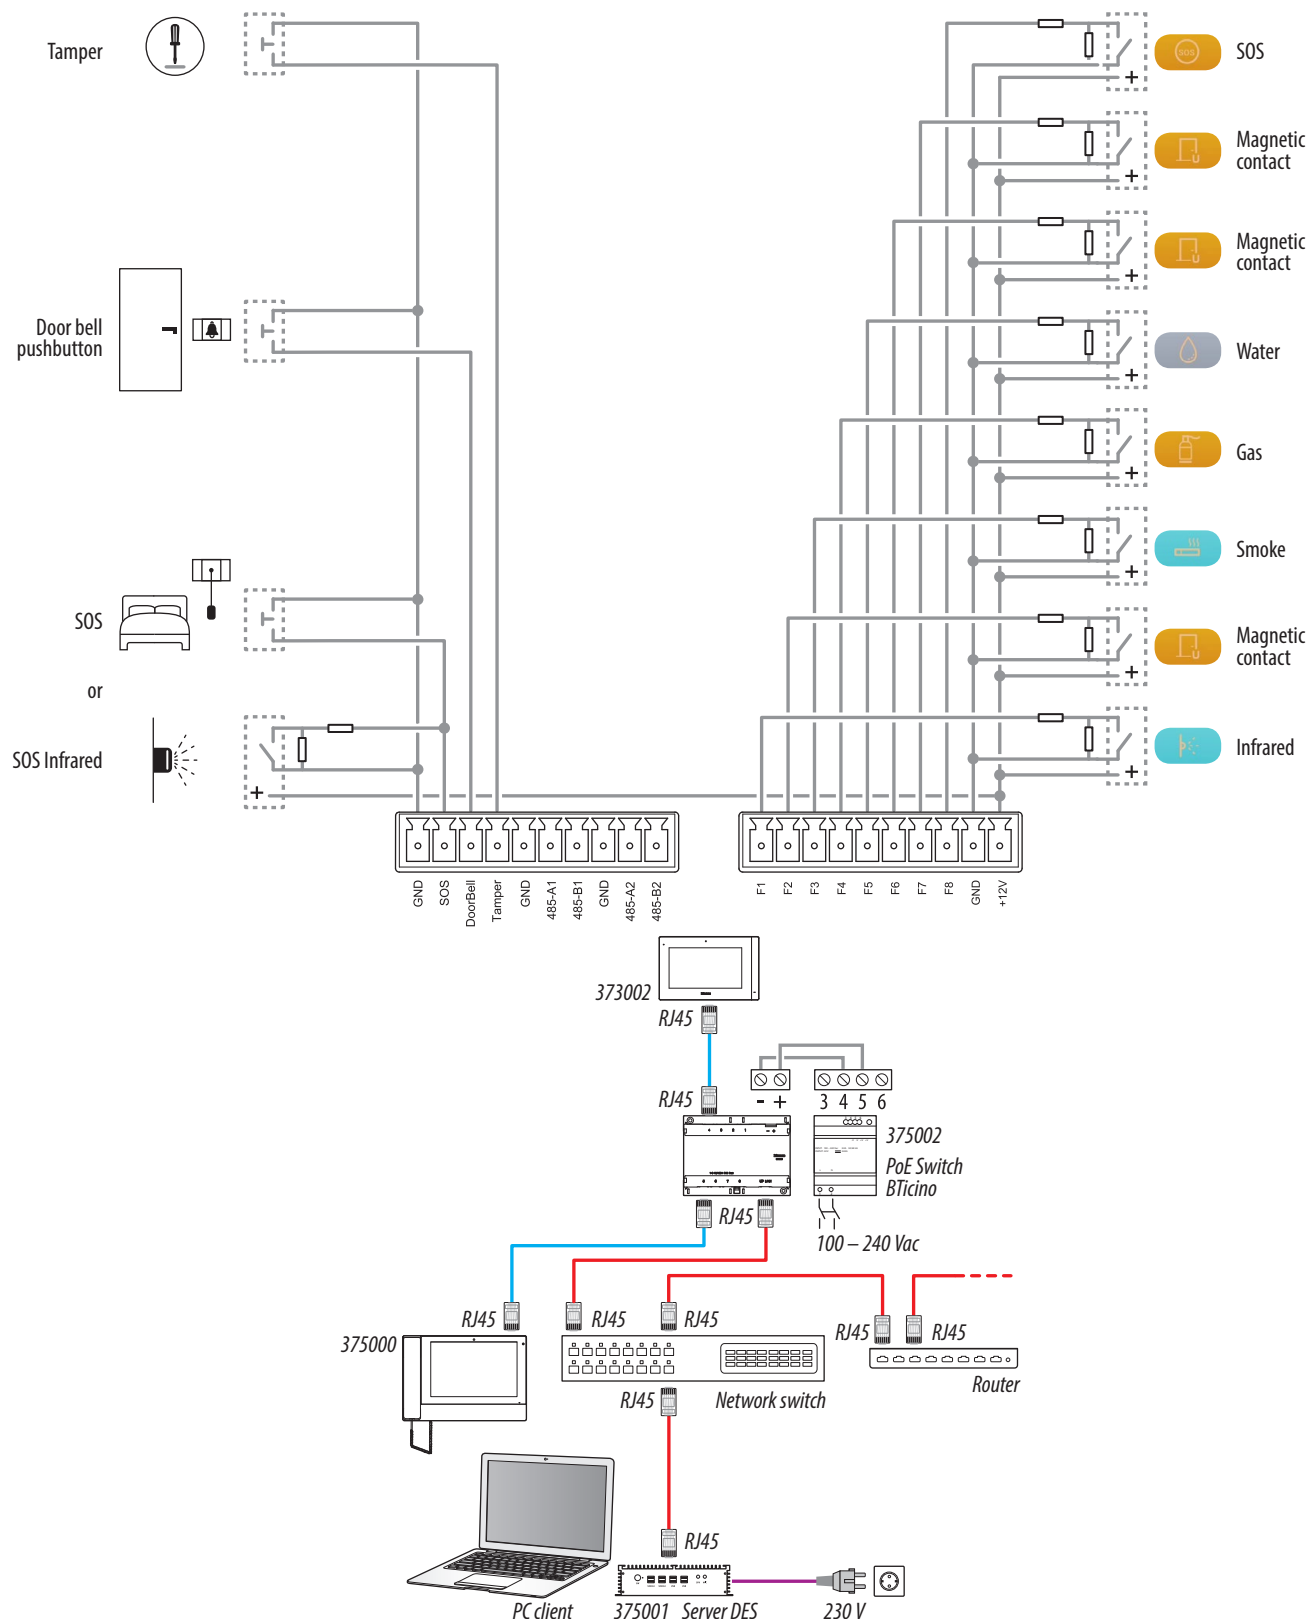 Tamper
SOS
+
Magnetic
contact
+
Magnetic
contact
+
Door bell
pushbutton
Water
+
Gas
+
Smoke
+
SOS
Magnetic
contact
+
or
SOS Infrared
Infrared
+
+
GND
SOS
DoorBell
Tamper
GND
485-A1
485-B1
GND
485-A2
485-B2
F1
F2
F3
F4
F5
F6
F7
F8
GND
+12V
373002
RJ45
RJ45
- +
3 4 5 6
375002
PoE Switch
BTicino
RJ45
100 – 240 Vac
RJ45
RJ45
RJ45
RJ45
RJ45
375000
Router
RJ45
Network switch
RJ45
PC client
375001
Server DES
230 V